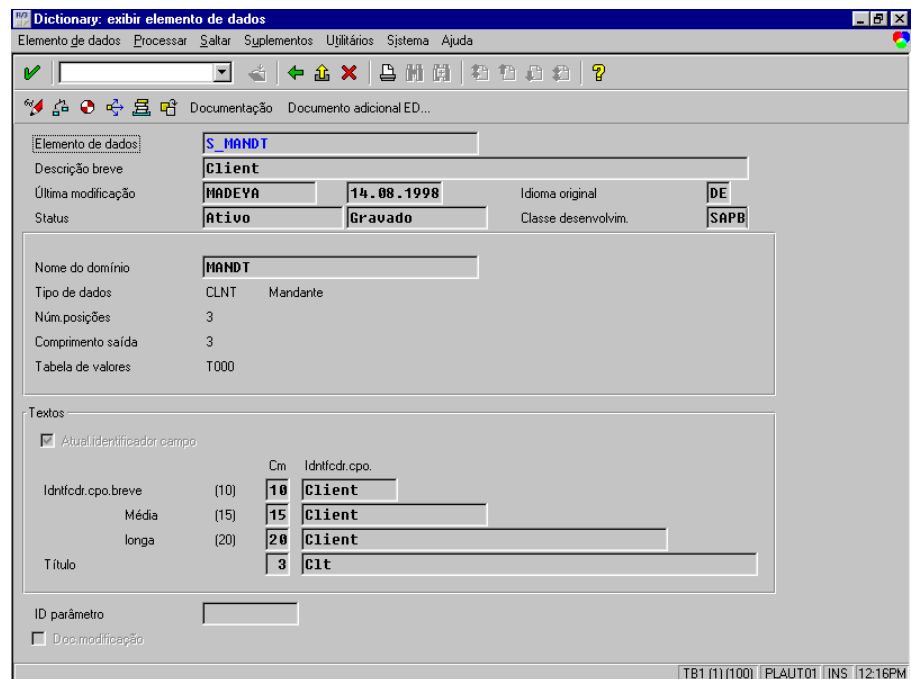 Dictionary: exibir elemento de dados
Elemento de dados Processar Saltar Suplementos Utilitários Sistema Ajuda
Documentação Documento adicional ED...
Elemento de dados S_MANDT
Descrição breve Client
Última modificação MADEYA 14.08.1998 Idioma original DE
Status Ativo Gravado Classe desenvolvim. SAPB
Nome do domínio MANDT
Tipo de dados CLNT Mandante
Núm.posições 3
Comprimento saída 3
Tabela de valores T000
Textos
Atual.identificador campo
Cm Idntfcdr.cpo.
Idntfcdr.cpo.breve (10) 10 Client
Média (15) 15 Client
longa (20) 20 Client
Título 3 Clt
ID parâmetro
Doc.modificação
TB1 (1) (100) PLAUT01 INS 12:16PM